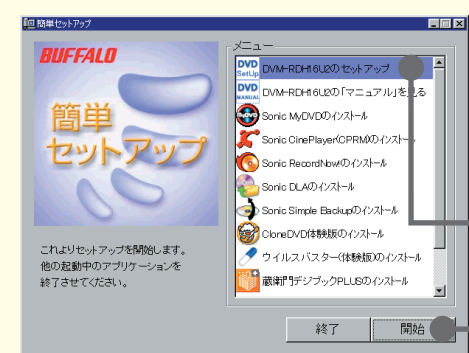 簡単セットアップ
BUFFALO
簡単
セットアップ
これよりセットアップを開始します。
他の起動中のアプリケーションを
終了させてください。
メニュー
DVD SetUp DVM-RDH16U2のセットアップ
DVD MANUAL DVM-RDH16U2の「マニュアル」を見る
MyDVD Sonic MyDVDのインストール
Sonic CinePlayer(CPRM)のインストール
Sonic RecordNow!のインストール
Sonic DLAのインストール
Sonic Simple Backupのインストール
CloneDVD体験版のインストール
ウイルスバスター(体験版)のインストール
蔵衛門デジブックPLUSのインストール
終了
開始